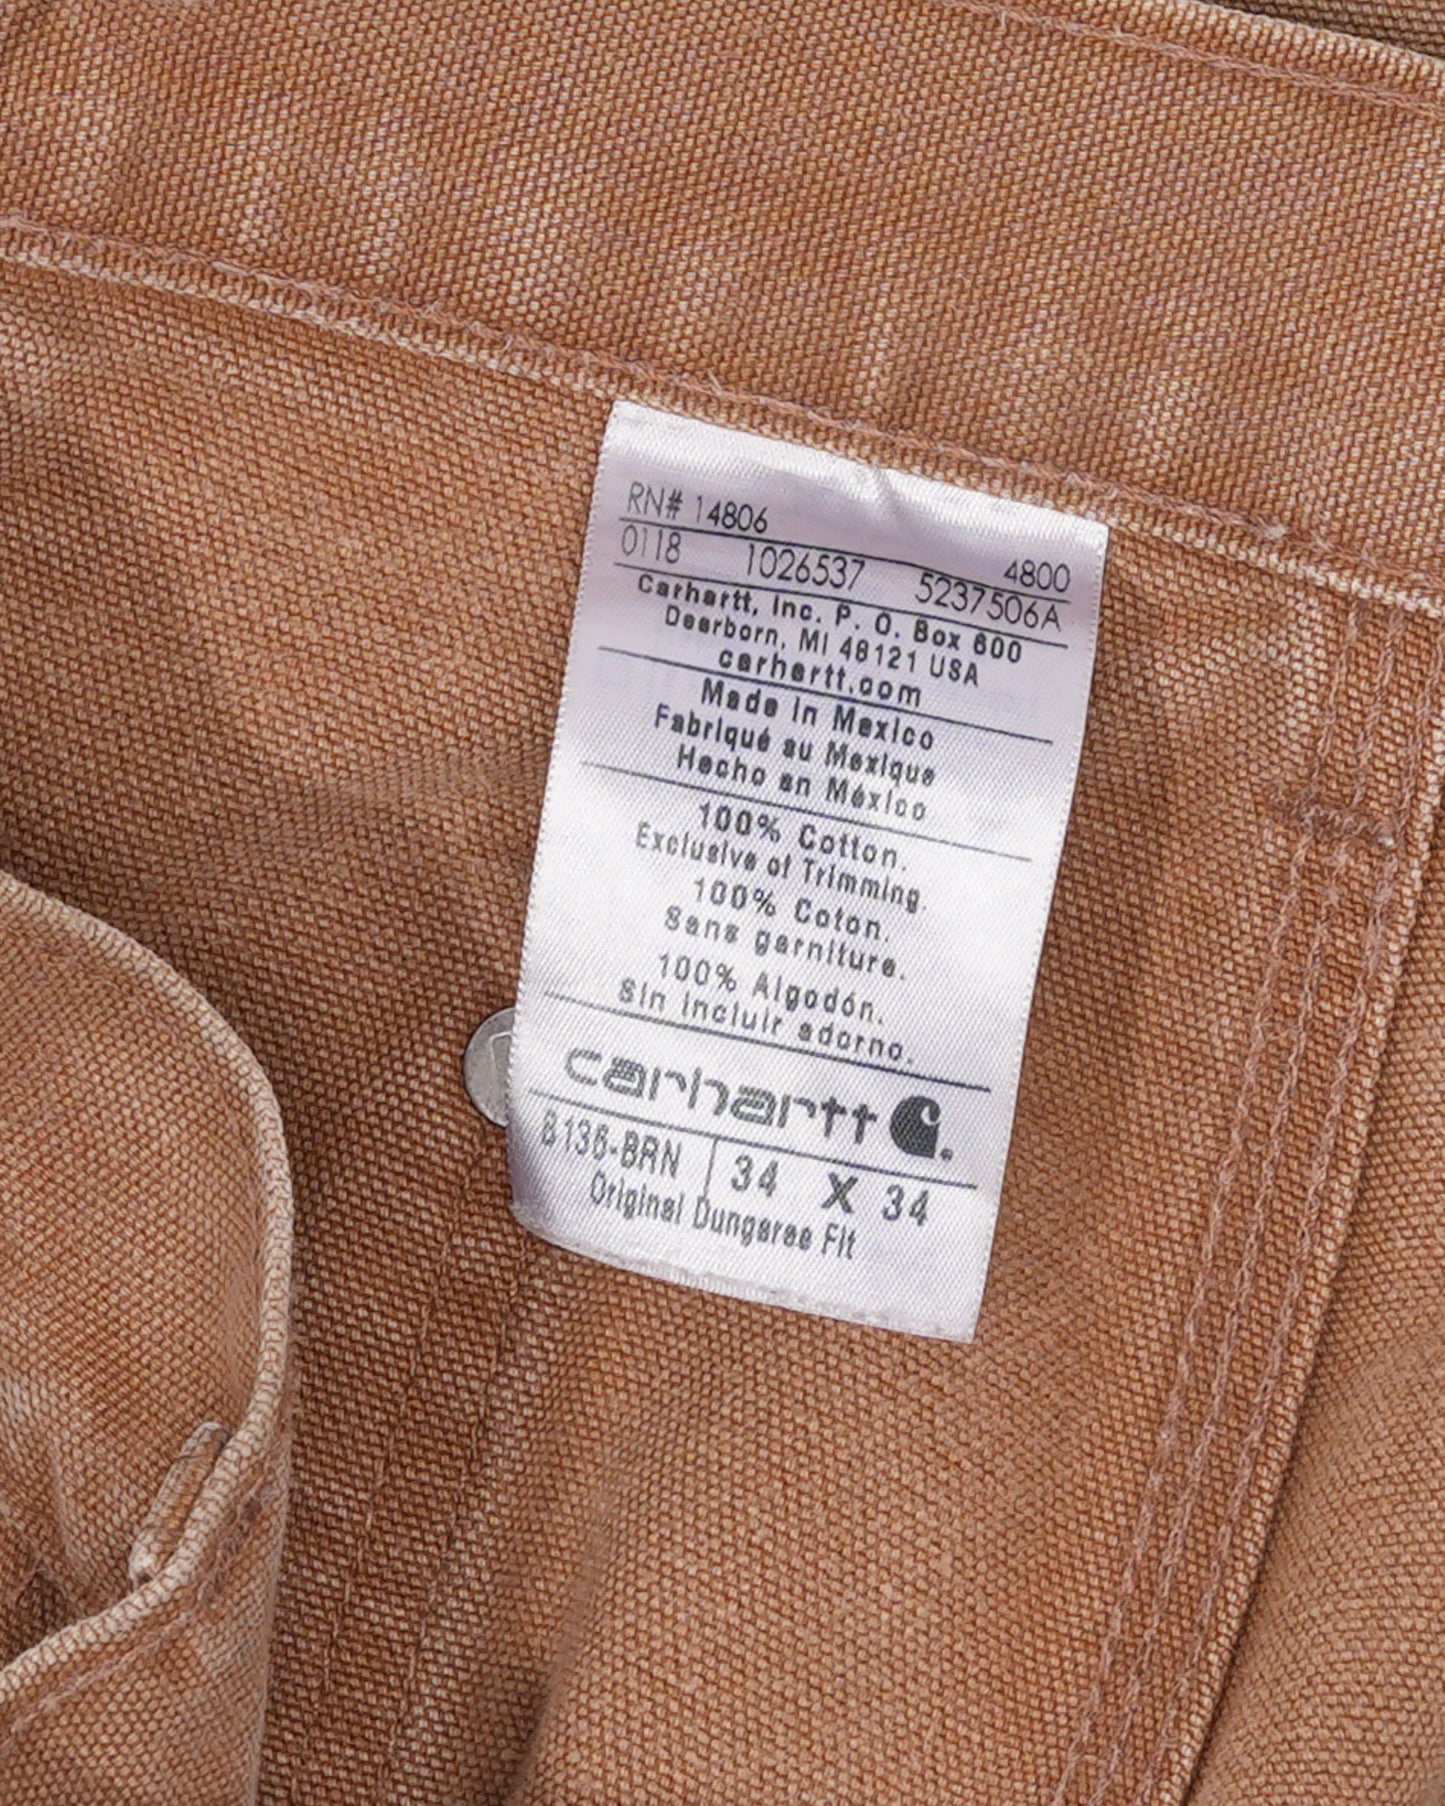 RN# 14806 4800
0118 1026537 5237506A
Carhartt, Inc. P. O. Box 600
Dearborn, MI 48121 USA
carhartt.com
Made in Mexico
Fabriqué au Mexique
Hecho en México
100% Cotton.
Exclusive of Trimming.
100% Coton.
Sans garniture.
100% Algodón.
Sin incluir adorno.
carhartt
B136-BRN 34 X 34
Original Dungaree Fit